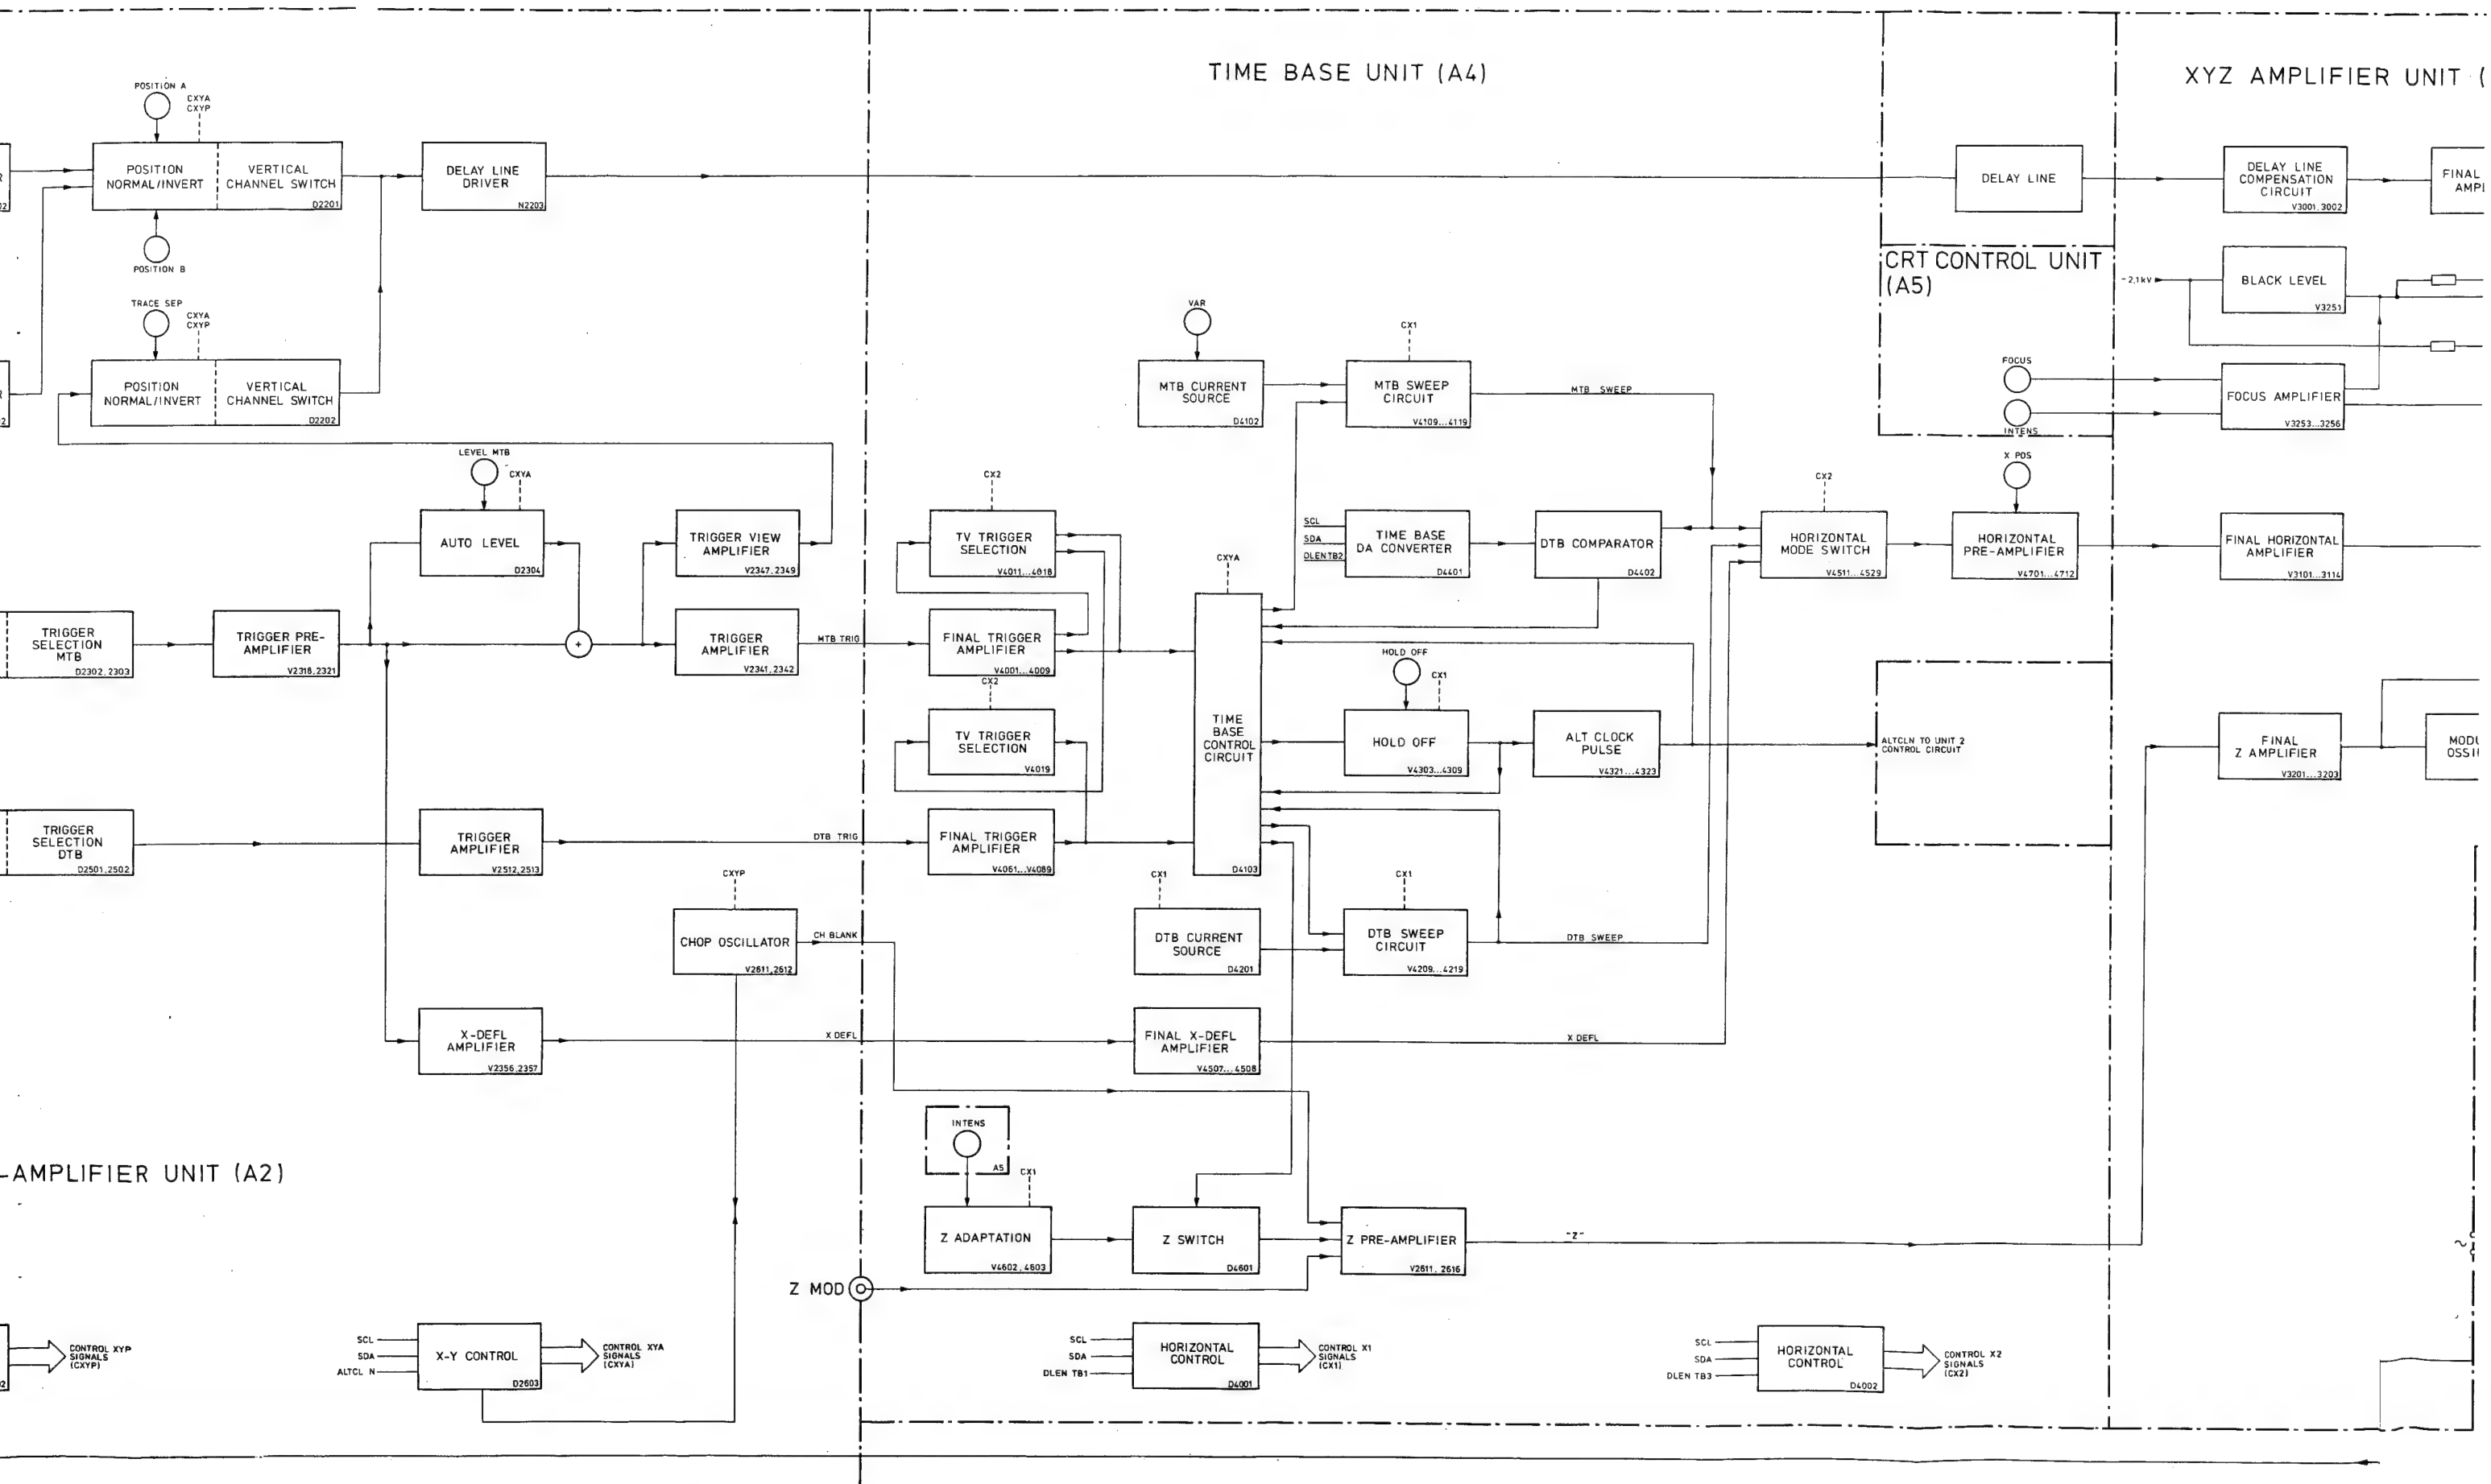 TIME BASE UNIT (A4)
XYZ AMPLIFIER UNIT (
POSITION A
CXYA
CXYP
POSITION
NORMAL/INVERT
VERTICAL
CHANNEL SWITCH
D2201
DELAY LINE
DRIVER
N2203
DELAY LINE
DELAY LINE
COMPENSATION
CIRCUIT
V3001, 3002
FINAL
AMPL
POSITION B
CRT CONTROL UNIT
(A5)
-2,1kV
BLACK LEVEL
V3251
TRACE SEP
CXYA
CXYP
POSITION
NORMAL/INVERT
VERTICAL
CHANNEL SWITCH
D2202
VAR
MTB CURRENT
SOURCE
D4102
CX1
MTB SWEEP
CIRCUIT
V4109...4119
MTB SWEEP
FOCUS
INTENS
FOCUS AMPLIFIER
V3253...3256
LEVEL MTB
CXYA
AUTO LEVEL
D2304
TRIGGER VIEW
AMPLIFIER
V2347, 2349
CX2
TV TRIGGER
SELECTION
V4011...4018
SCL
SDA
DLENTB2
TIME BASE
DA CONVERTER
D4401
DTB COMPARATOR
D4402
CX2
HORIZONTAL
MODE SWITCH
V4511...4529
X POS
HORIZONTAL
PRE-AMPLIFIER
V4701...4712
FINAL HORIZONTAL
AMPLIFIER
V3101...3114
TRIGGER
SELECTION
MTB
D2302, 2303
TRIGGER PRE-
AMPLIFIER
V2318, 2321
+
TRIGGER
AMPLIFIER
V2341, 2342
MTB TRIG
FINAL TRIGGER
AMPLIFIER
V4001...4009
CXYA
TIME
BASE
CONTROL
CIRCUIT
D4103
CX2
TV TRIGGER
SELECTION
V4019
HOLD OFF
CX1
HOLD OFF
V4303...4309
ALT CLOCK
PULSE
V4321...4323
ALTCLN TO UNIT 2
CONTROL CIRCUIT
FINAL
Z AMPLIFIER
V3201...3203
MODU
OSSI
TRIGGER
SELECTION
DTB
D2501, 2502
TRIGGER
AMPLIFIER
V2512, 2513
DTB TRIG
FINAL TRIGGER
AMPLIFIER
V4061...V4089
CXYP
CHOP OSCILLATOR
V2611, 2612
CH BLANK
CX1
DTB CURRENT
SOURCE
D4201
CX1
DTB SWEEP
CIRCUIT
V4209...4219
DTB SWEEP
X-DEFL
AMPLIFIER
V2356, 2357
X DEFL
FINAL X-DEFL
AMPLIFIER
V4507...4508
X DEFL
-AMPLIFIER UNIT (A2)
INTENS
A5
CX1
Z ADAPTATION
V4602, 4603
Z SWITCH
D4601
Z PRE-AMPLIFIER
V2611, 2616
"Z"
Z MOD
CONTROL XYP
SIGNALS
(CXYP)
SCL
SDA
ALTCL N
X-Y CONTROL
D2603
CONTROL XYA
SIGNALS
(CXYA)
SCL
SDA
DLEN TB1
HORIZONTAL
CONTROL
D4001
CONTROL X1
SIGNALS
(CX1)
SCL
SDA
DLEN TB3
HORIZONTAL
CONTROL
D4002
CONTROL X2
SIGNALS
(CX2)